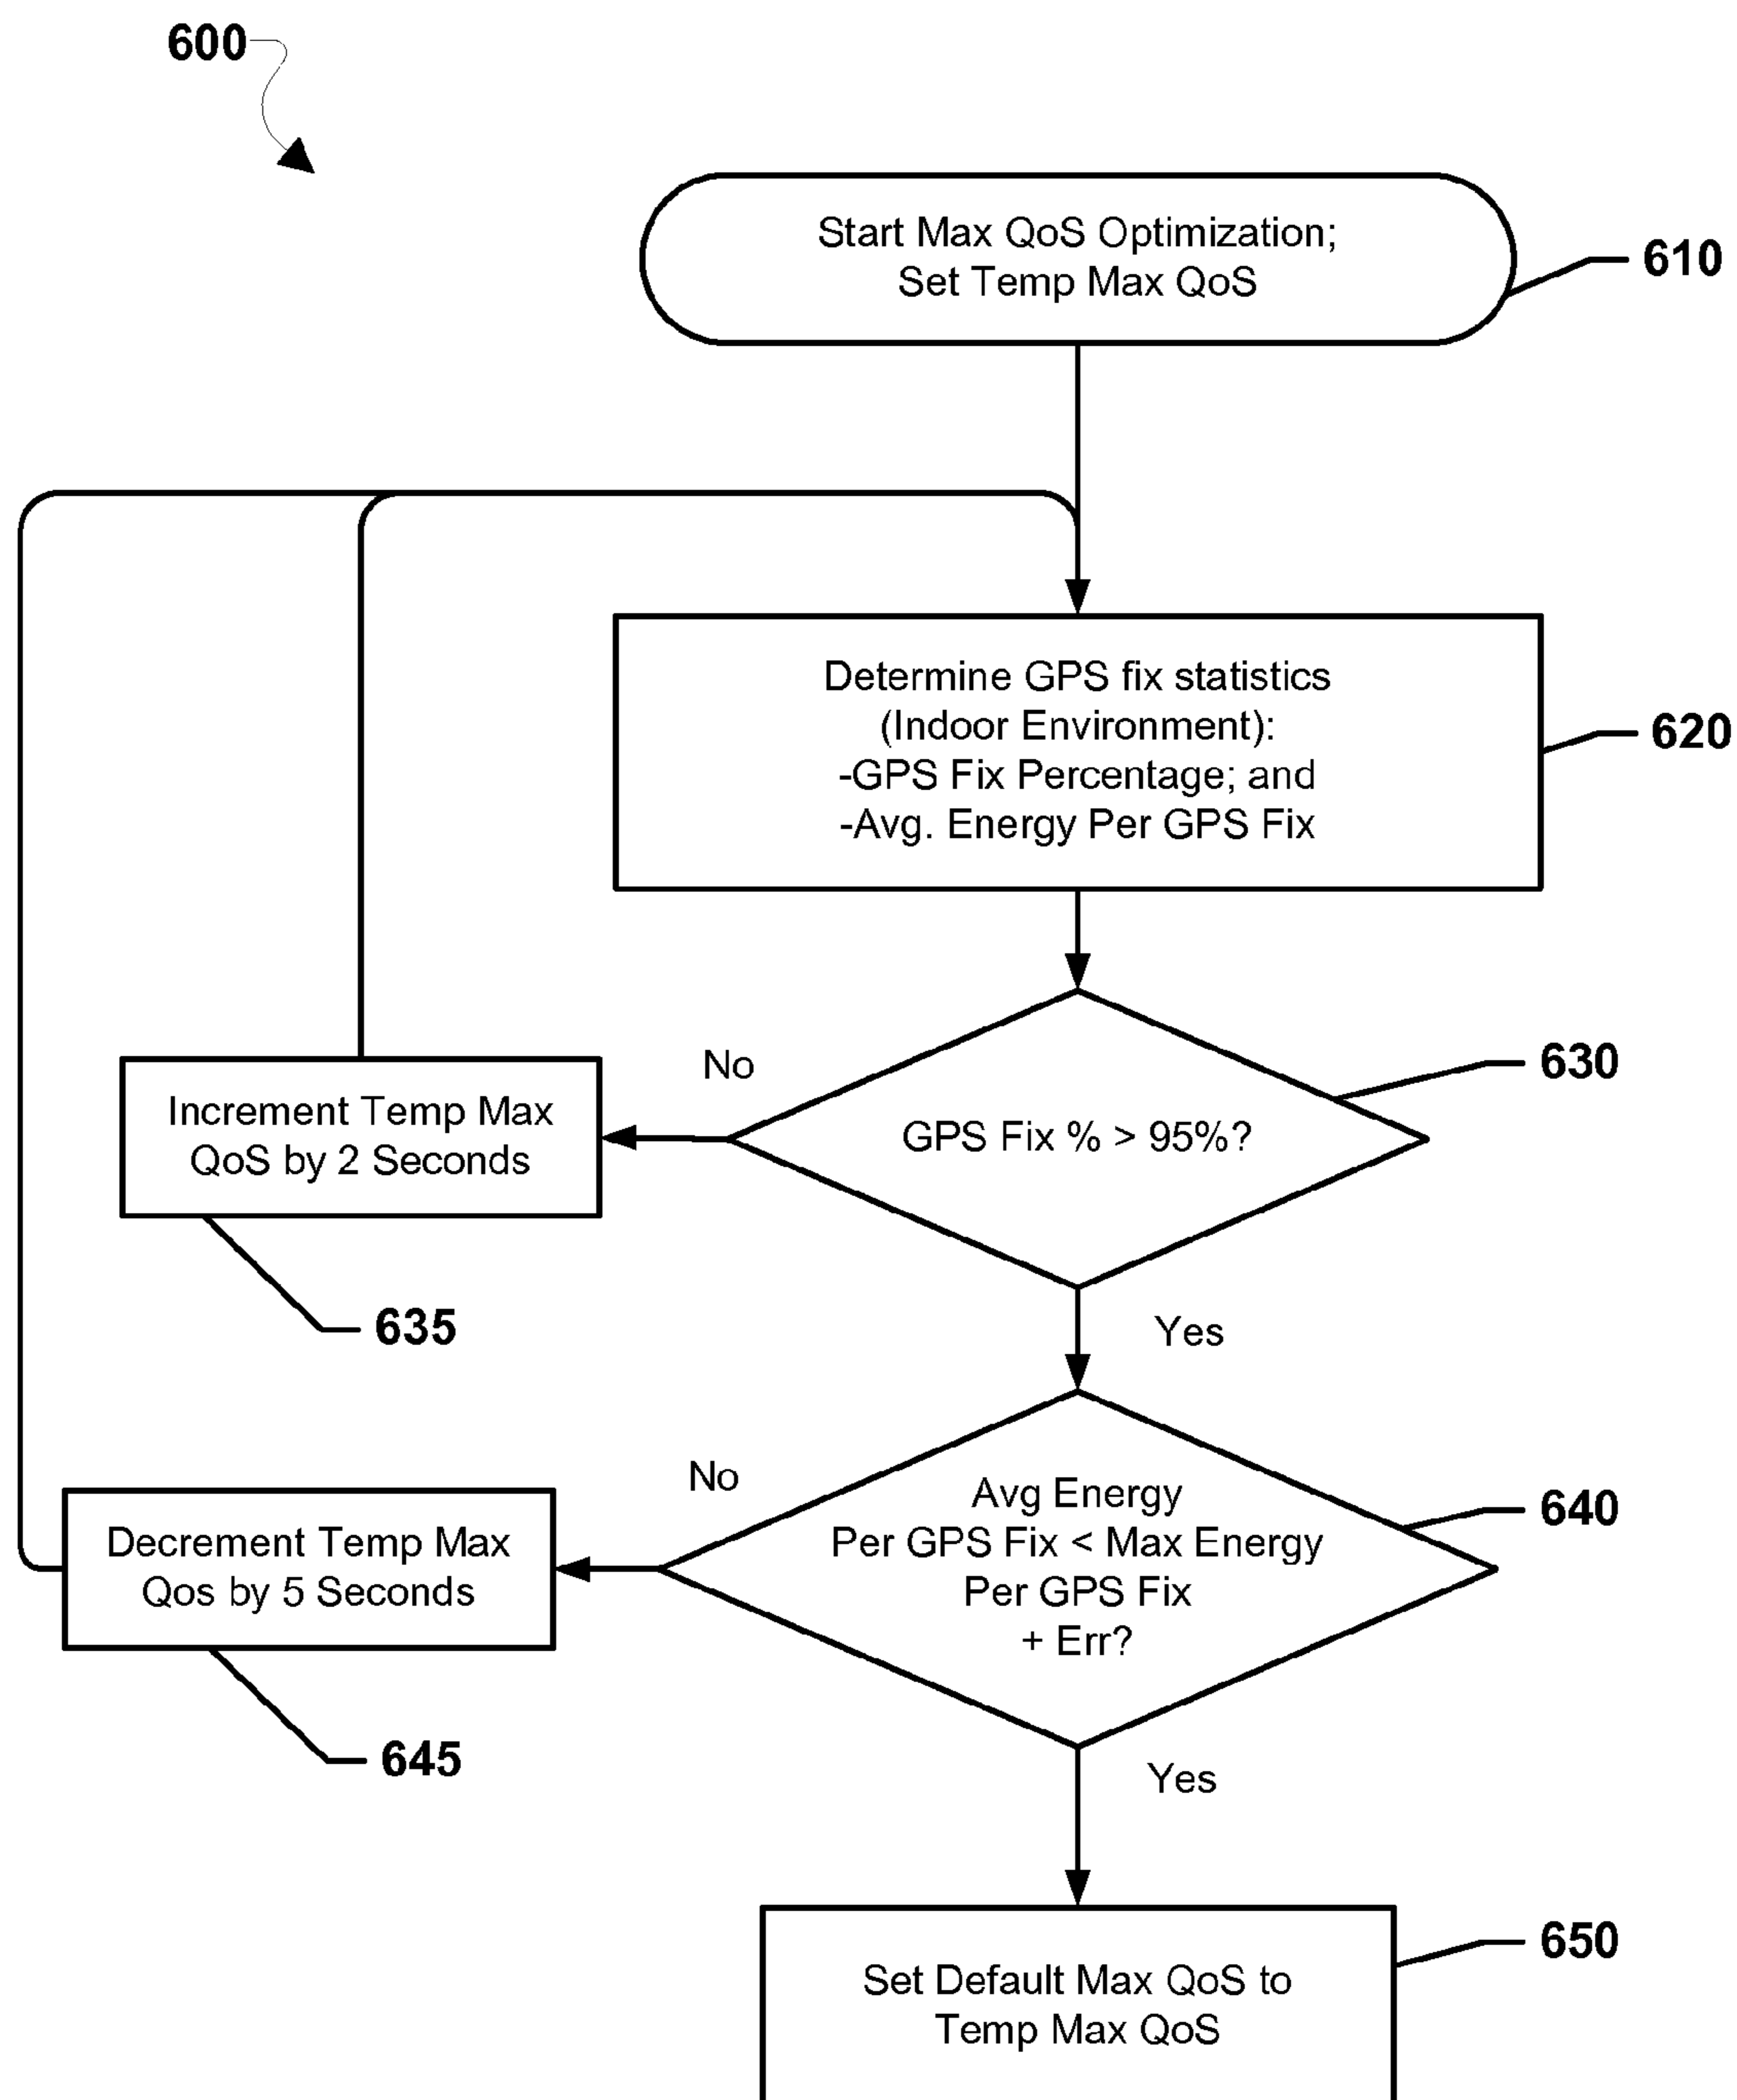 600
Start Max QoS Optimization;
Set Temp Max QoS
610
Determine GPS fix statistics
(Indoor Environment):
-GPS Fix Percentage; and
-Avg. Energy Per GPS Fix
620
No
630
Increment Temp Max
QoS by 2 Seconds
GPS Fix % > 95%?
635
Yes
No
Avg Energy
Per GPS Fix < Max Energy
Per GPS Fix
+ Err?
640
Decrement Temp Max
Qos by 5 Seconds
645
Yes
650
Set Default Max QoS to
Temp Max QoS